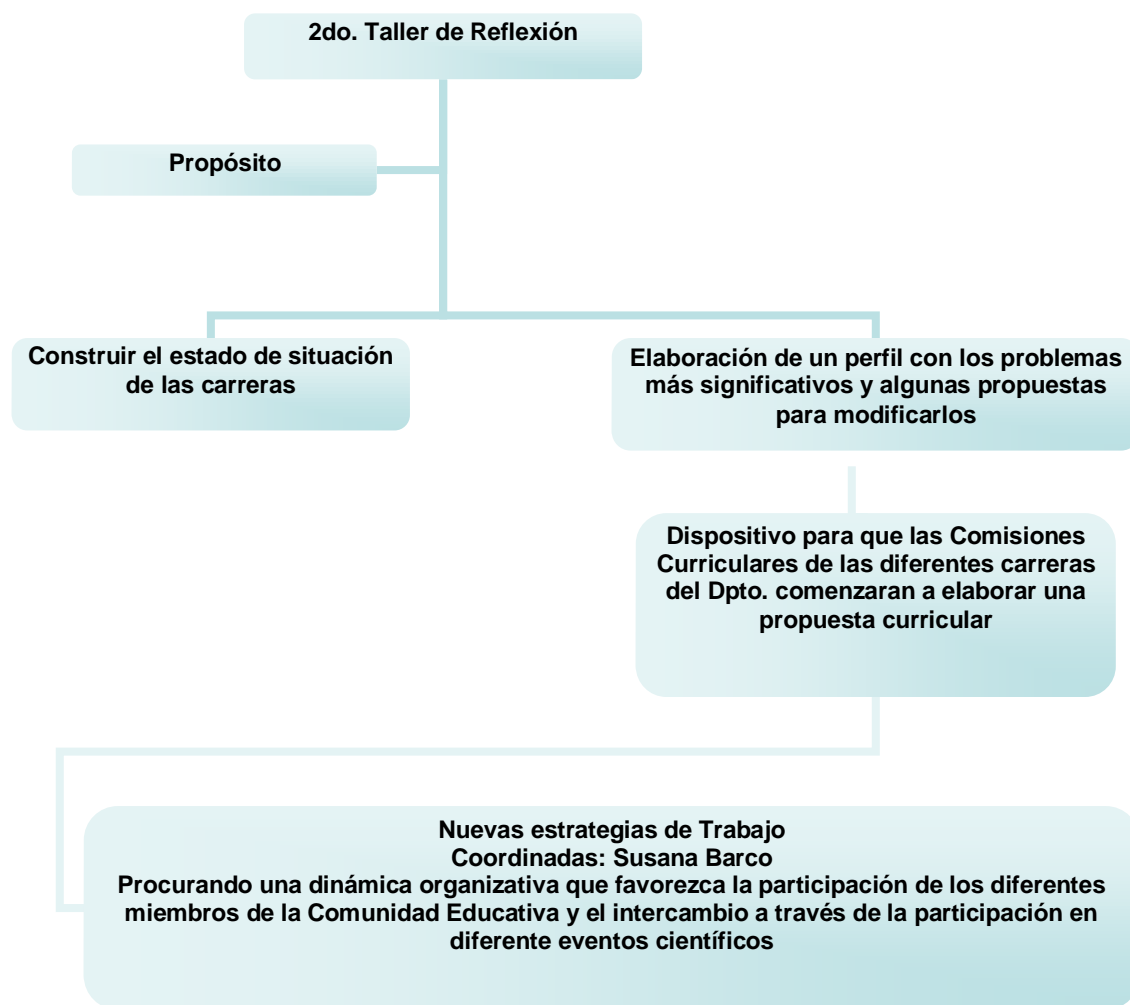 2do. Taller de Reflexión
Propósito
Construir el estado de situación
de las carreras
Elaboración de un perfil con los problemas
más significativos y algunas propuestas
para modificarlos
Dispositivo para que las Comisiones
Curriculares de las diferentes carreras
del Dpto. comenzaran a elaborar una
propuesta curricular
Nuevas estrategias de Trabajo
Coordinadas: Susana Barco
Procurando una dinámica organizativa que favorezca la participación de los diferentes
miembros de la Comunidad Educativa y el intercambio a través de la participación en
diferente eventos científicos